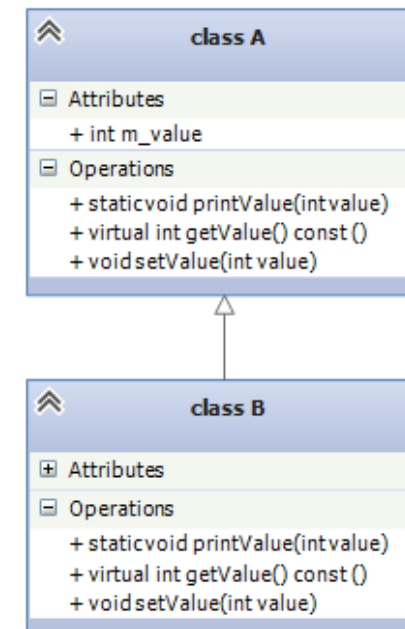 class A
Attributes
+ int m_value
Operations
+ staticvoid printValue(intvalue)
+ virtual int getValue() const ()
+ void setValue(int value)
class B
Attributes
Operations
+ staticvoid printValue(intvalue)
+ virtual int getValue() const ()
+ void setValue(int value)